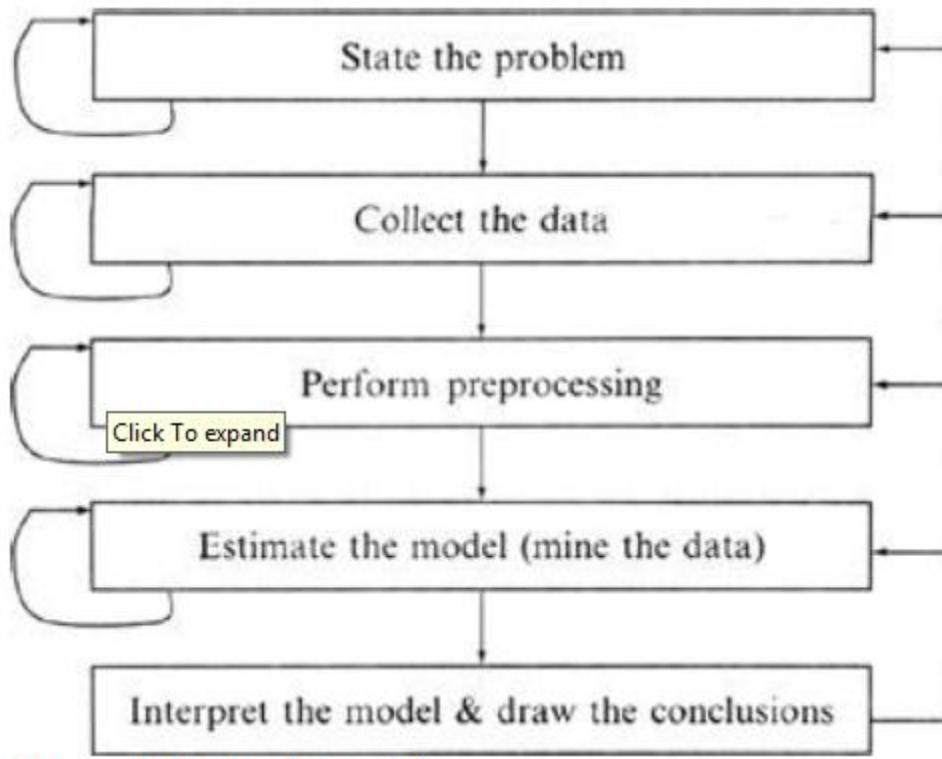 State the problem
Collect the data
Perform preprocessing
Click To expand
Estimate the model (mine the data)
Interpret the model & draw the conclusions